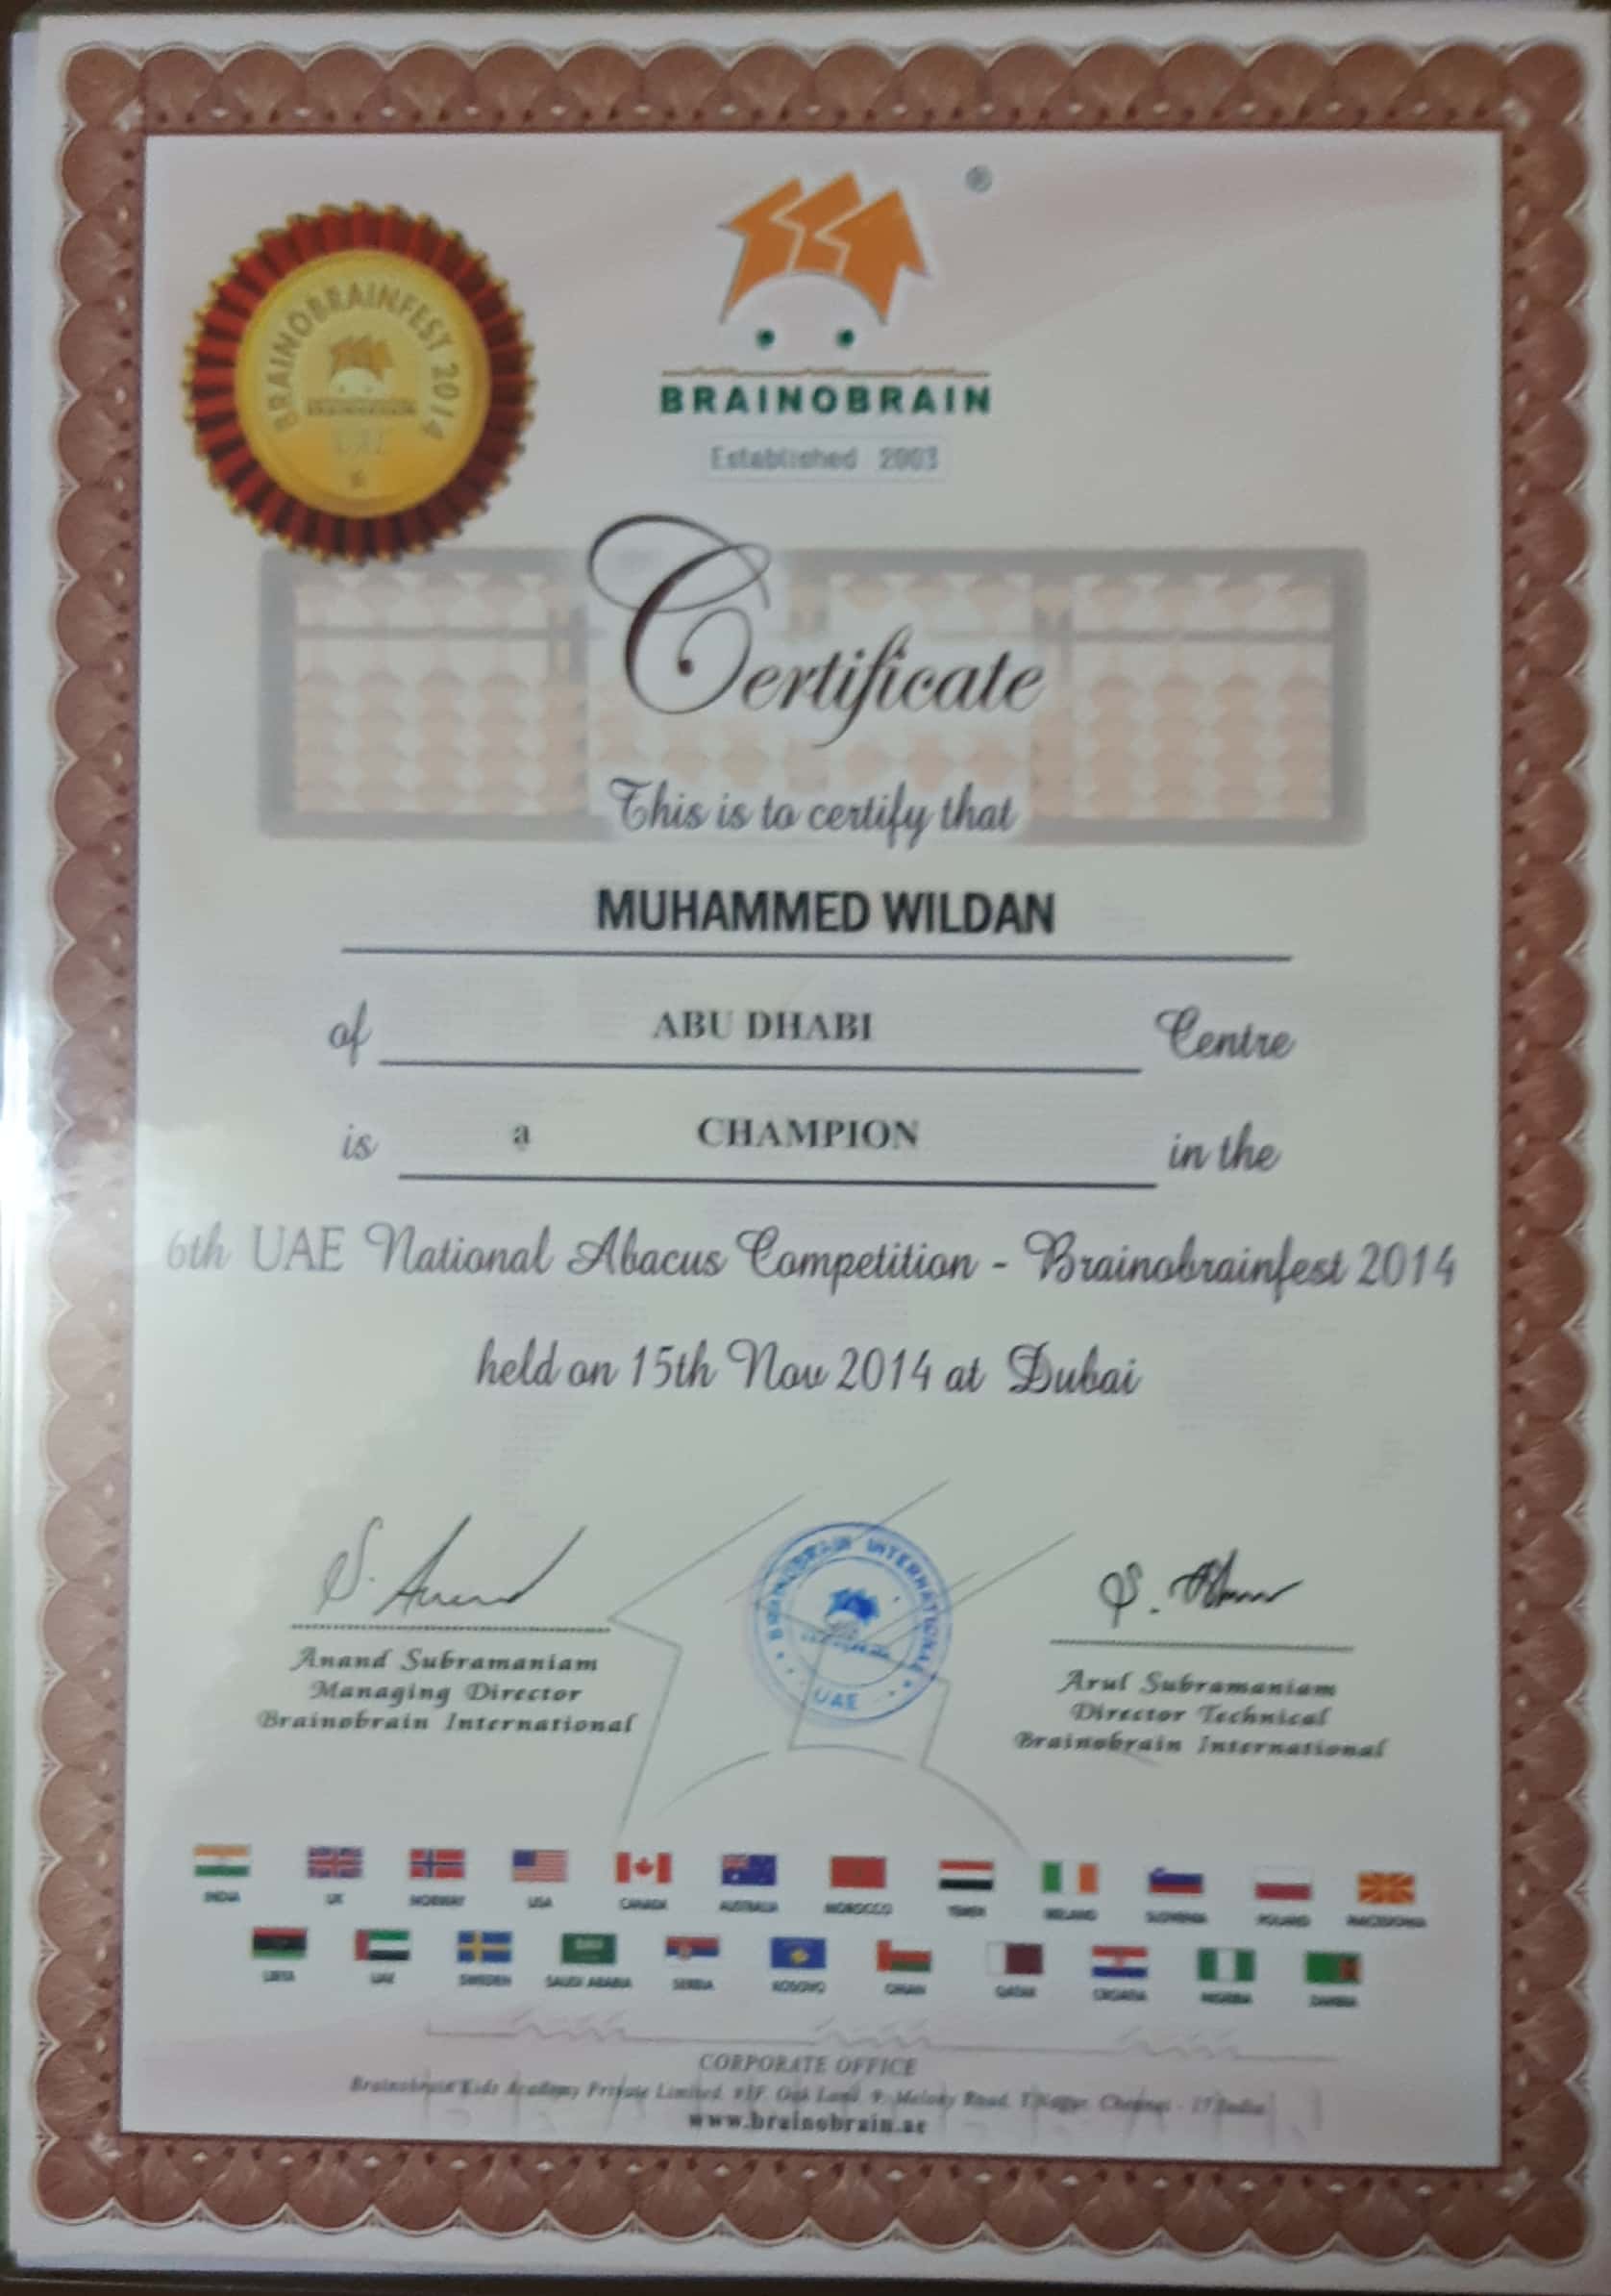 BRAINOBRAINFEST 2014
®
BRAINOBRAIN
Established 2003
Certificate
This is to certify that
MUHAMMED WILDAN
of ABU DHABI Centre
is a CHAMPION in the
6th UAE National Abacus Competition - Brainobrainfest 2014
held on 15th Nov 2014 at Dubai
BRAINOBRAIN INTERNATIONAL
UAE
S. Anand
Anand Subramaniam
Managing Director
Brainobrain International
Arul Subramaniam
Director Technical
Brainobrain International
INDIA UK NORWAY USA CANADA AUSTRALIA MOROCCO YEMEN IRELAND SLOVENIA POLAND MACEDONIA
LIBYA UAE SWEDEN SAUDI ARABIA SERBIA KOSOVO OMAN QATAR CROATIA NIGERIA ZAMBIA
CORPORATE OFFICE
Brainobrain Kids Academy Private Limited, Oak Land, Road, T.Nagar, Chennai - 17 India
www.brainobrain.ae